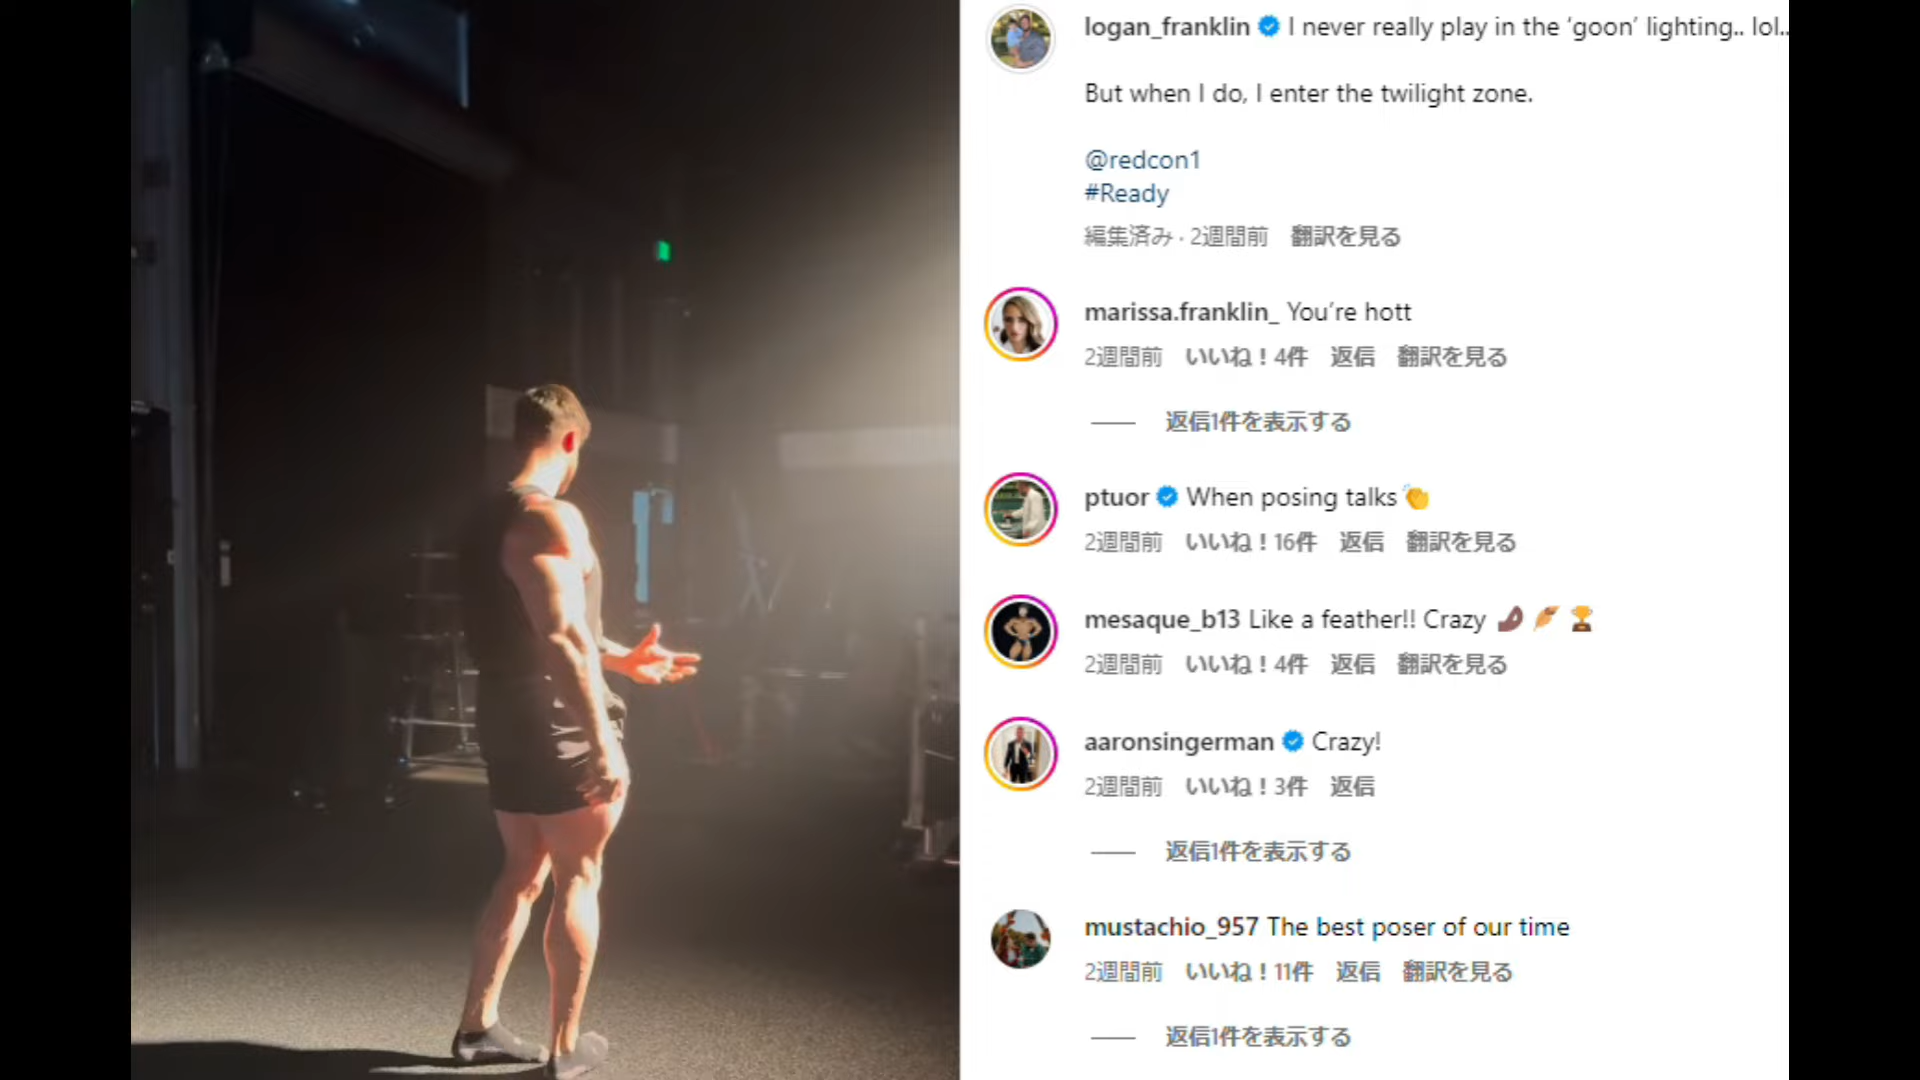 logan_franklin I never really play in the ‘goon’ lighting.. lol..
But when I do, I enter the twilight zone.
@redcon1
#Ready
編集済み · 2週間前 翻訳を見る
marissa.franklin_ You’re hott
2週間前 いいね！4件 返信 翻訳を見る
返信1件を表示する
ptuor When posing talks 👏
2週間前 いいね！16件 返信 翻訳を見る
mesaque_b13 Like a feather!! Crazy 🤌🏿 🪶 🏆
2週間前 いいね！4件 返信 翻訳を見る
aaronsingerman Crazy!
2週間前 いいね！3件 返信
返信1件を表示する
mustachio_957 The best poser of our time
2週間前 いいね！11件 返信 翻訳を見る
返信1件を表示する